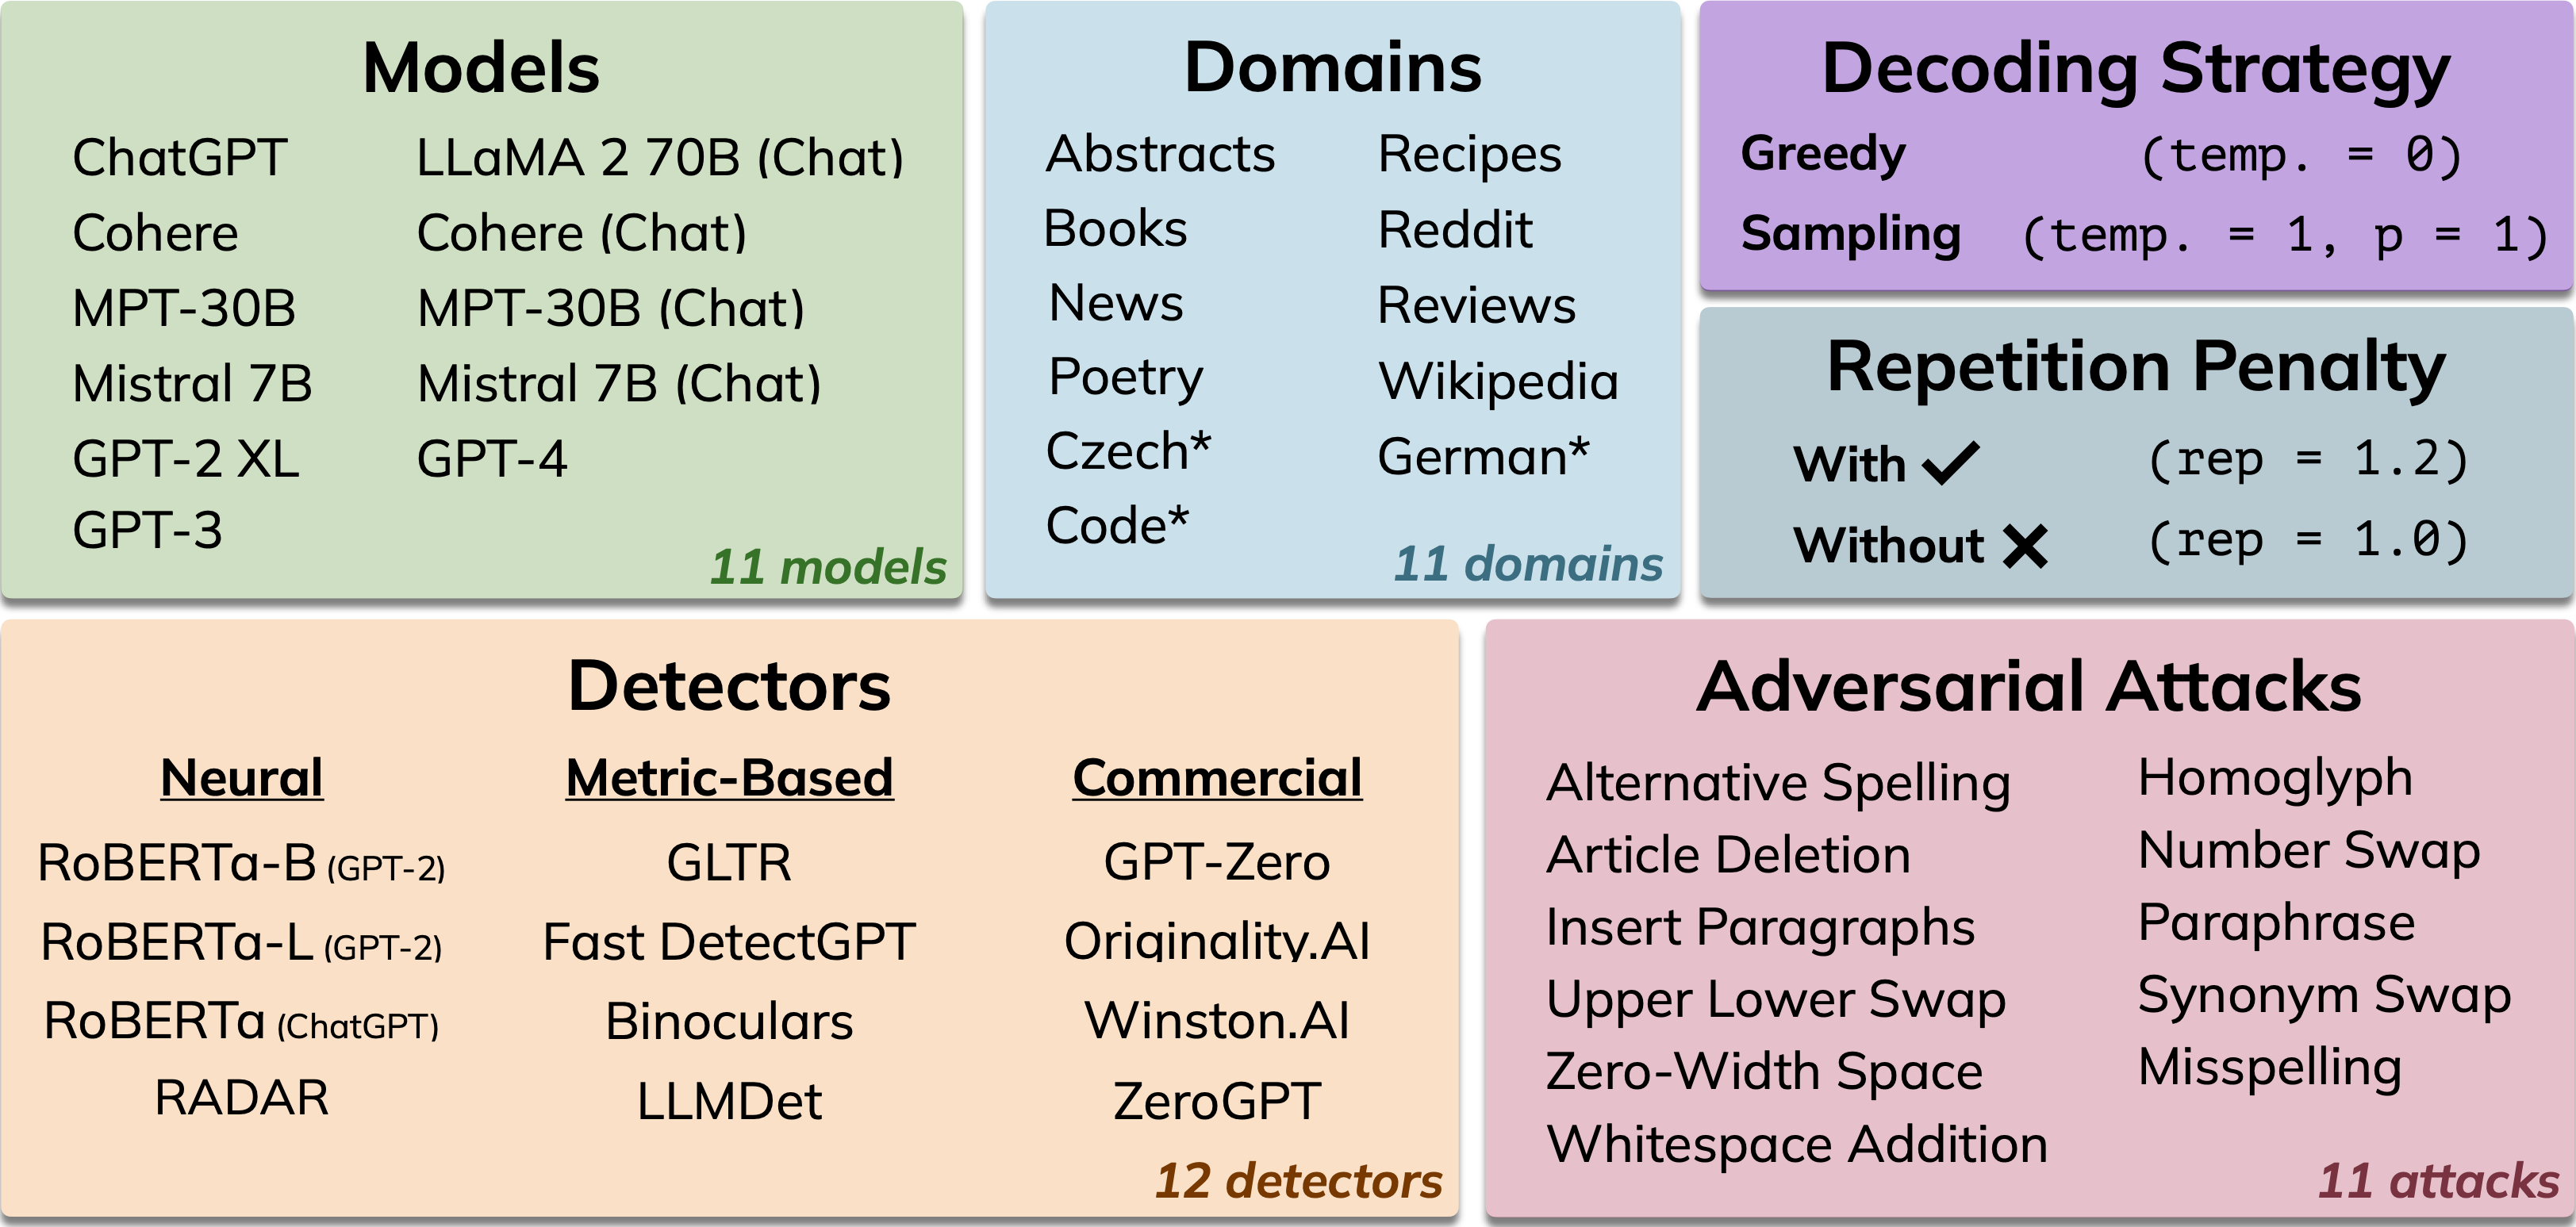 Models
ChatGPT LLaMA 2 70B (Chat)
Cohere Cohere (Chat)
MPT-30B MPT-30B (Chat)
Mistral 7B Mistral 7B (Chat)
GPT-2 XL GPT-4
GPT-3
11 models
Domains
Abstracts Recipes
Books Reddit
News Reviews
Poetry Wikipedia
Czech* German*
Code*
11 domains
Decoding Strategy
Greedy (temp. = 0)
Sampling (temp. = 1, p = 1)
Repetition Penalty
With ✓ (rep = 1.2)
Without ✕ (rep = 1.0)
Detectors
Neural Metric-Based Commercial
RoBERTa-B (GPT-2) GLTR GPT-Zero
RoBERTa-L (GPT-2) Fast DetectGPT Originality.AI
RoBERTa (ChatGPT) Binoculars Winston.AI
RADAR LLMDet ZeroGPT
12 detectors
Adversarial Attacks
Alternative Spelling Homoglyph
Article Deletion Number Swap
Insert Paragraphs Paraphrase
Upper Lower Swap Synonym Swap
Zero-Width Space Misspelling
Whitespace Addition
11 attacks